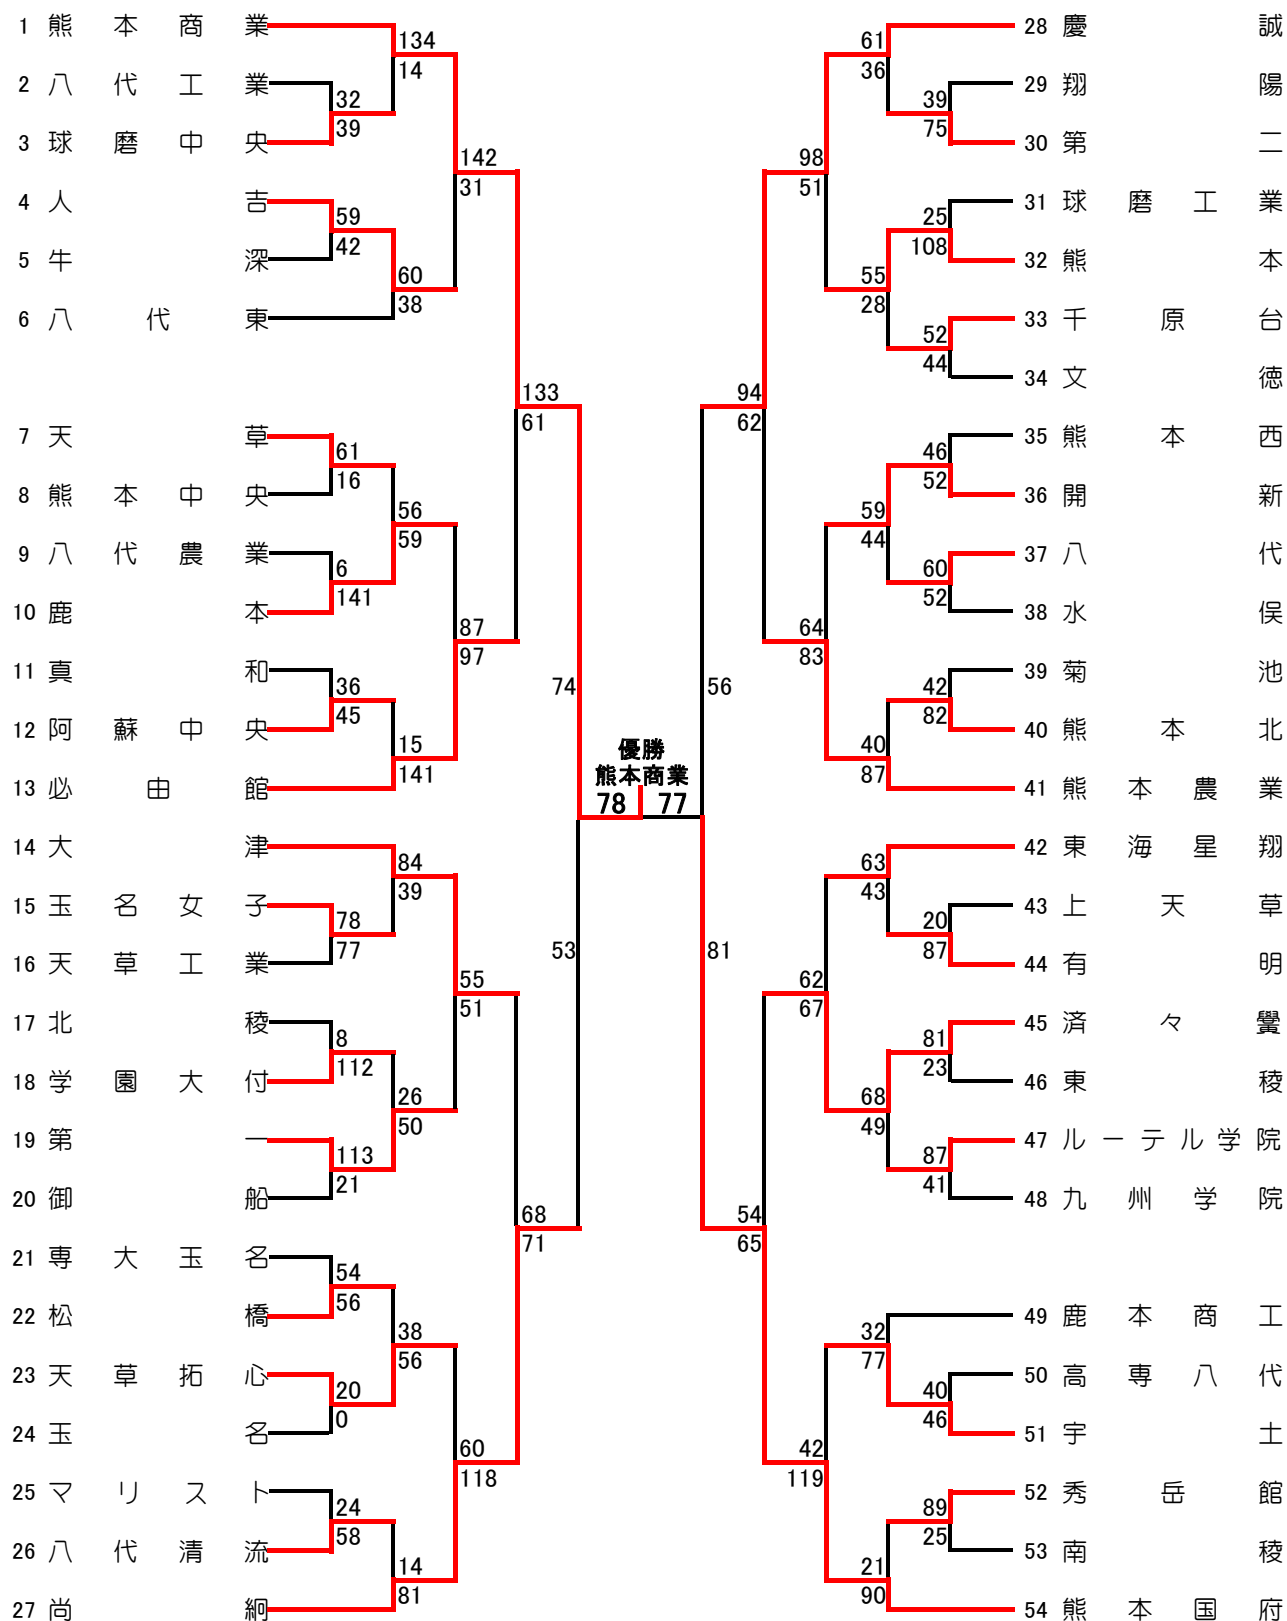 1 熊本商業
2 八代工業
3 球磨中央
4 人吉
5 牛深
6 八代東
7 天草
8 熊本中央
9 八代農業
10 鹿本
11 真和
12 阿蘇中央
13 必由館
14 大津
15 玉名女子
16 天草工業
17 北稜
18 学園大付
19 第一
20 御船
21 専大玉名
22 松橋
23 天草拓心
24 玉名
25 マリスト
26 八代清流
27 尚絅
134
14
32
39
142
31
59
42
60
38
133
61
61
16
56
59
6
141
87
97
36
45
15
141
74
84
39
78
77
55
51
8
112
26
50
113
21
53
68
71
54
56
38
56
20
0
60
118
24
58
14
81
優勝
熊本商業
78 77
56
81
61
36
39
75
98
51
25
108
55
28
52
44
94
62
46
52
59
44
60
52
64
83
42
82
40
87
63
43
20
87
62
67
81
23
68
49
87
41
54
65
32
77
40
46
42
119
89
25
21
90
28 慶誠
29 翔陽
30 第二
31 球磨工業
32 熊本
33 千原台
34 文徳
35 熊本西
36 開新
37 八代
38 水俣
39 菊池
40 熊本北
41 熊本農業
42 東海星翔
43 上天草
44 有明
45 済々黌
46 東稜
47 ルーテル学院
48 九州学院
49 鹿本商工
50 高専八代
51 宇土
52 秀岳館
53 南稜
54 熊本国府